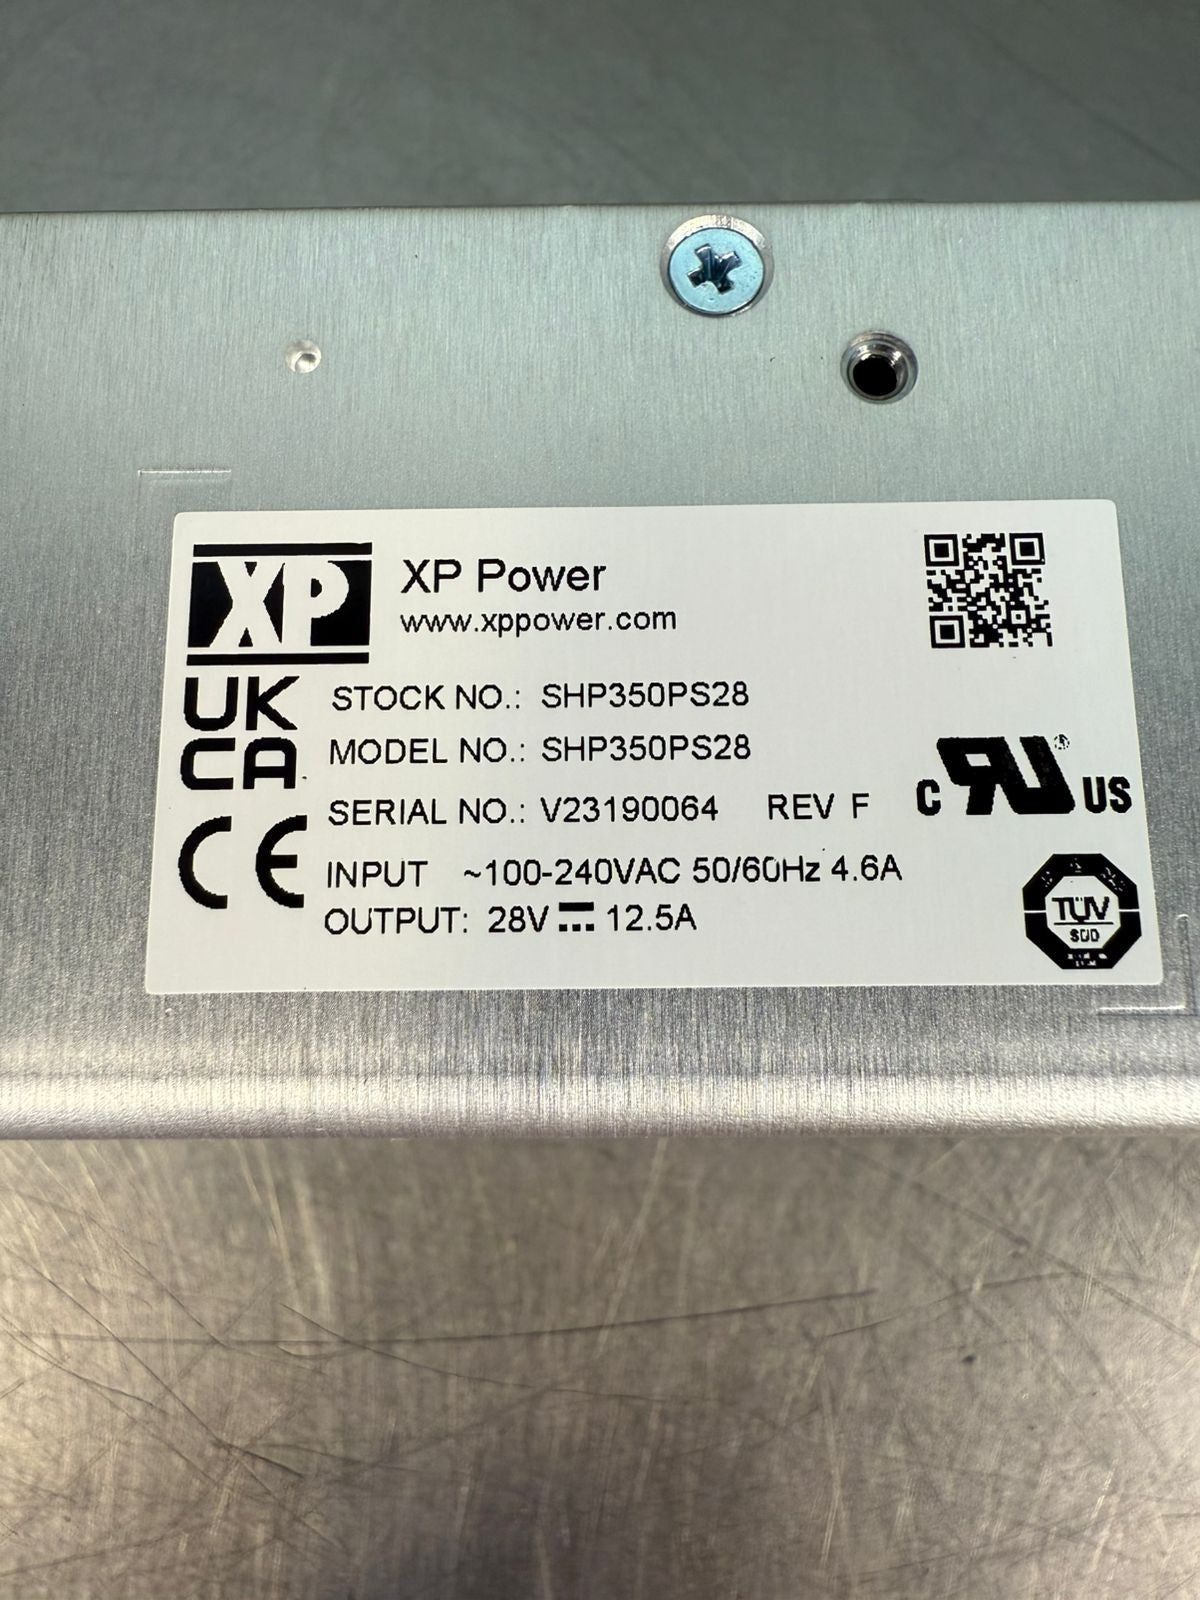 XP
XP Power
www.xppower.com
UK
CA
STOCK NO.: SHP350PS28
MODEL NO.: SHP350PS28
SERIAL NO.: V23190064 REV F
INPUT ~100-240VAC 50/60Hz 4.6A
OUTPUT: 28V ⎓ 12.5A
CE
C RU® US
TÜV
SÜD